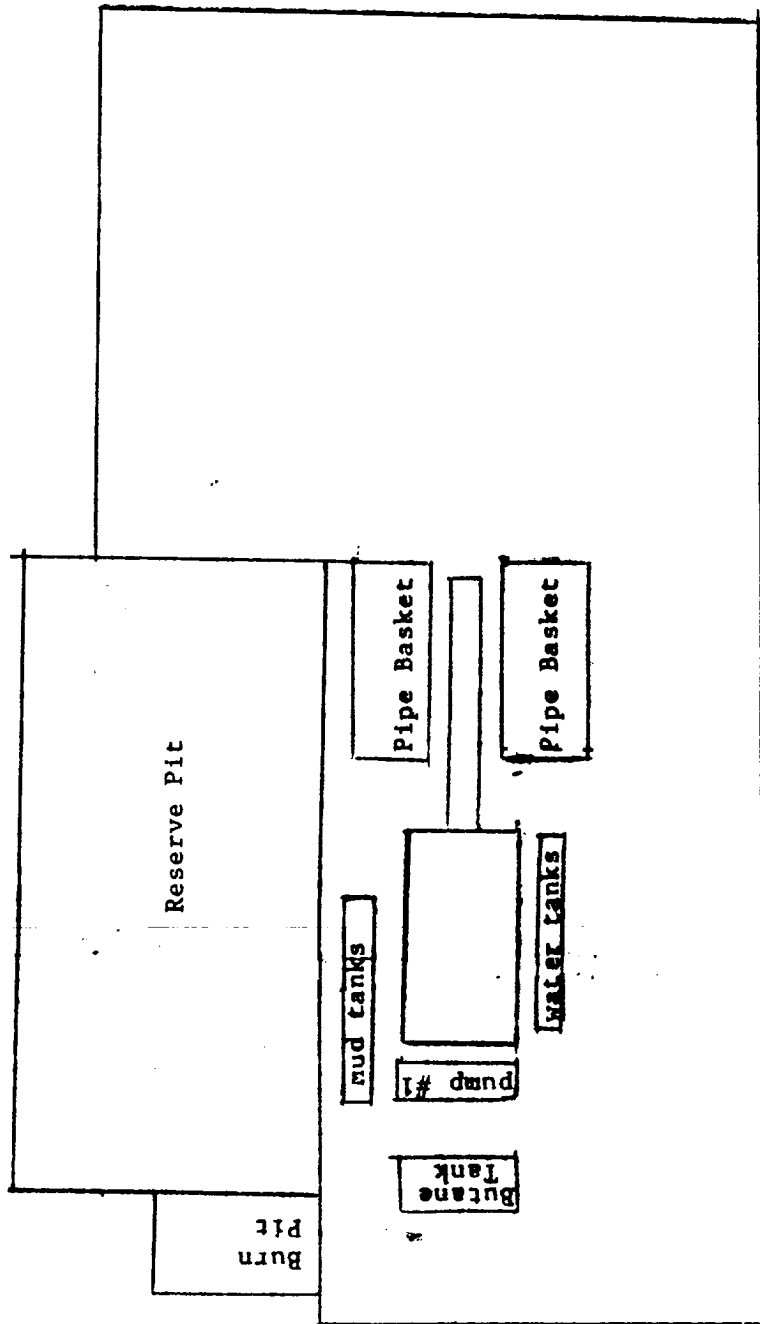 Reserve Pit
Pipe Basket
Pipe Basket
mud tanks
water tanks
pump #1
Butane
Tank
Burn
Pit